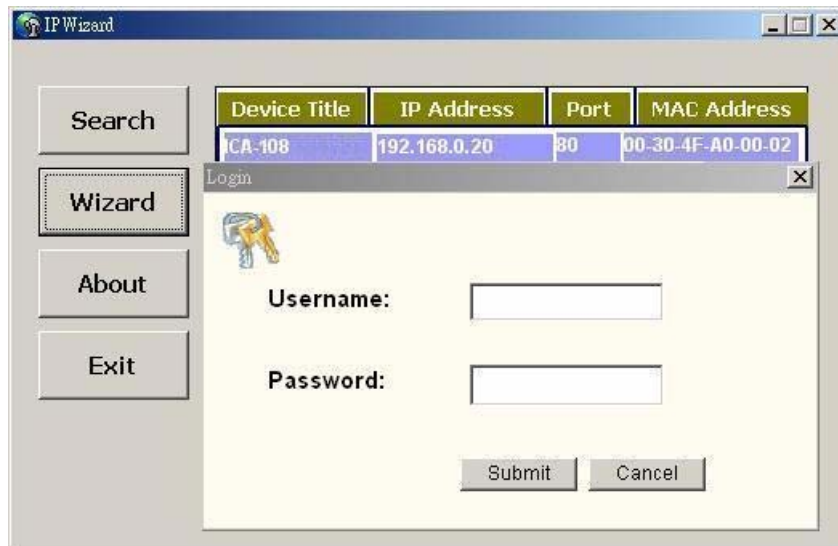 IP Wizard
Search
Wizard
About
Exit
Device Title IP Address Port MAC Address
ICA-108 192.168.0.20 80 00-30-4F-A0-00-02
Login
Username:
Password:
Submit Cancel